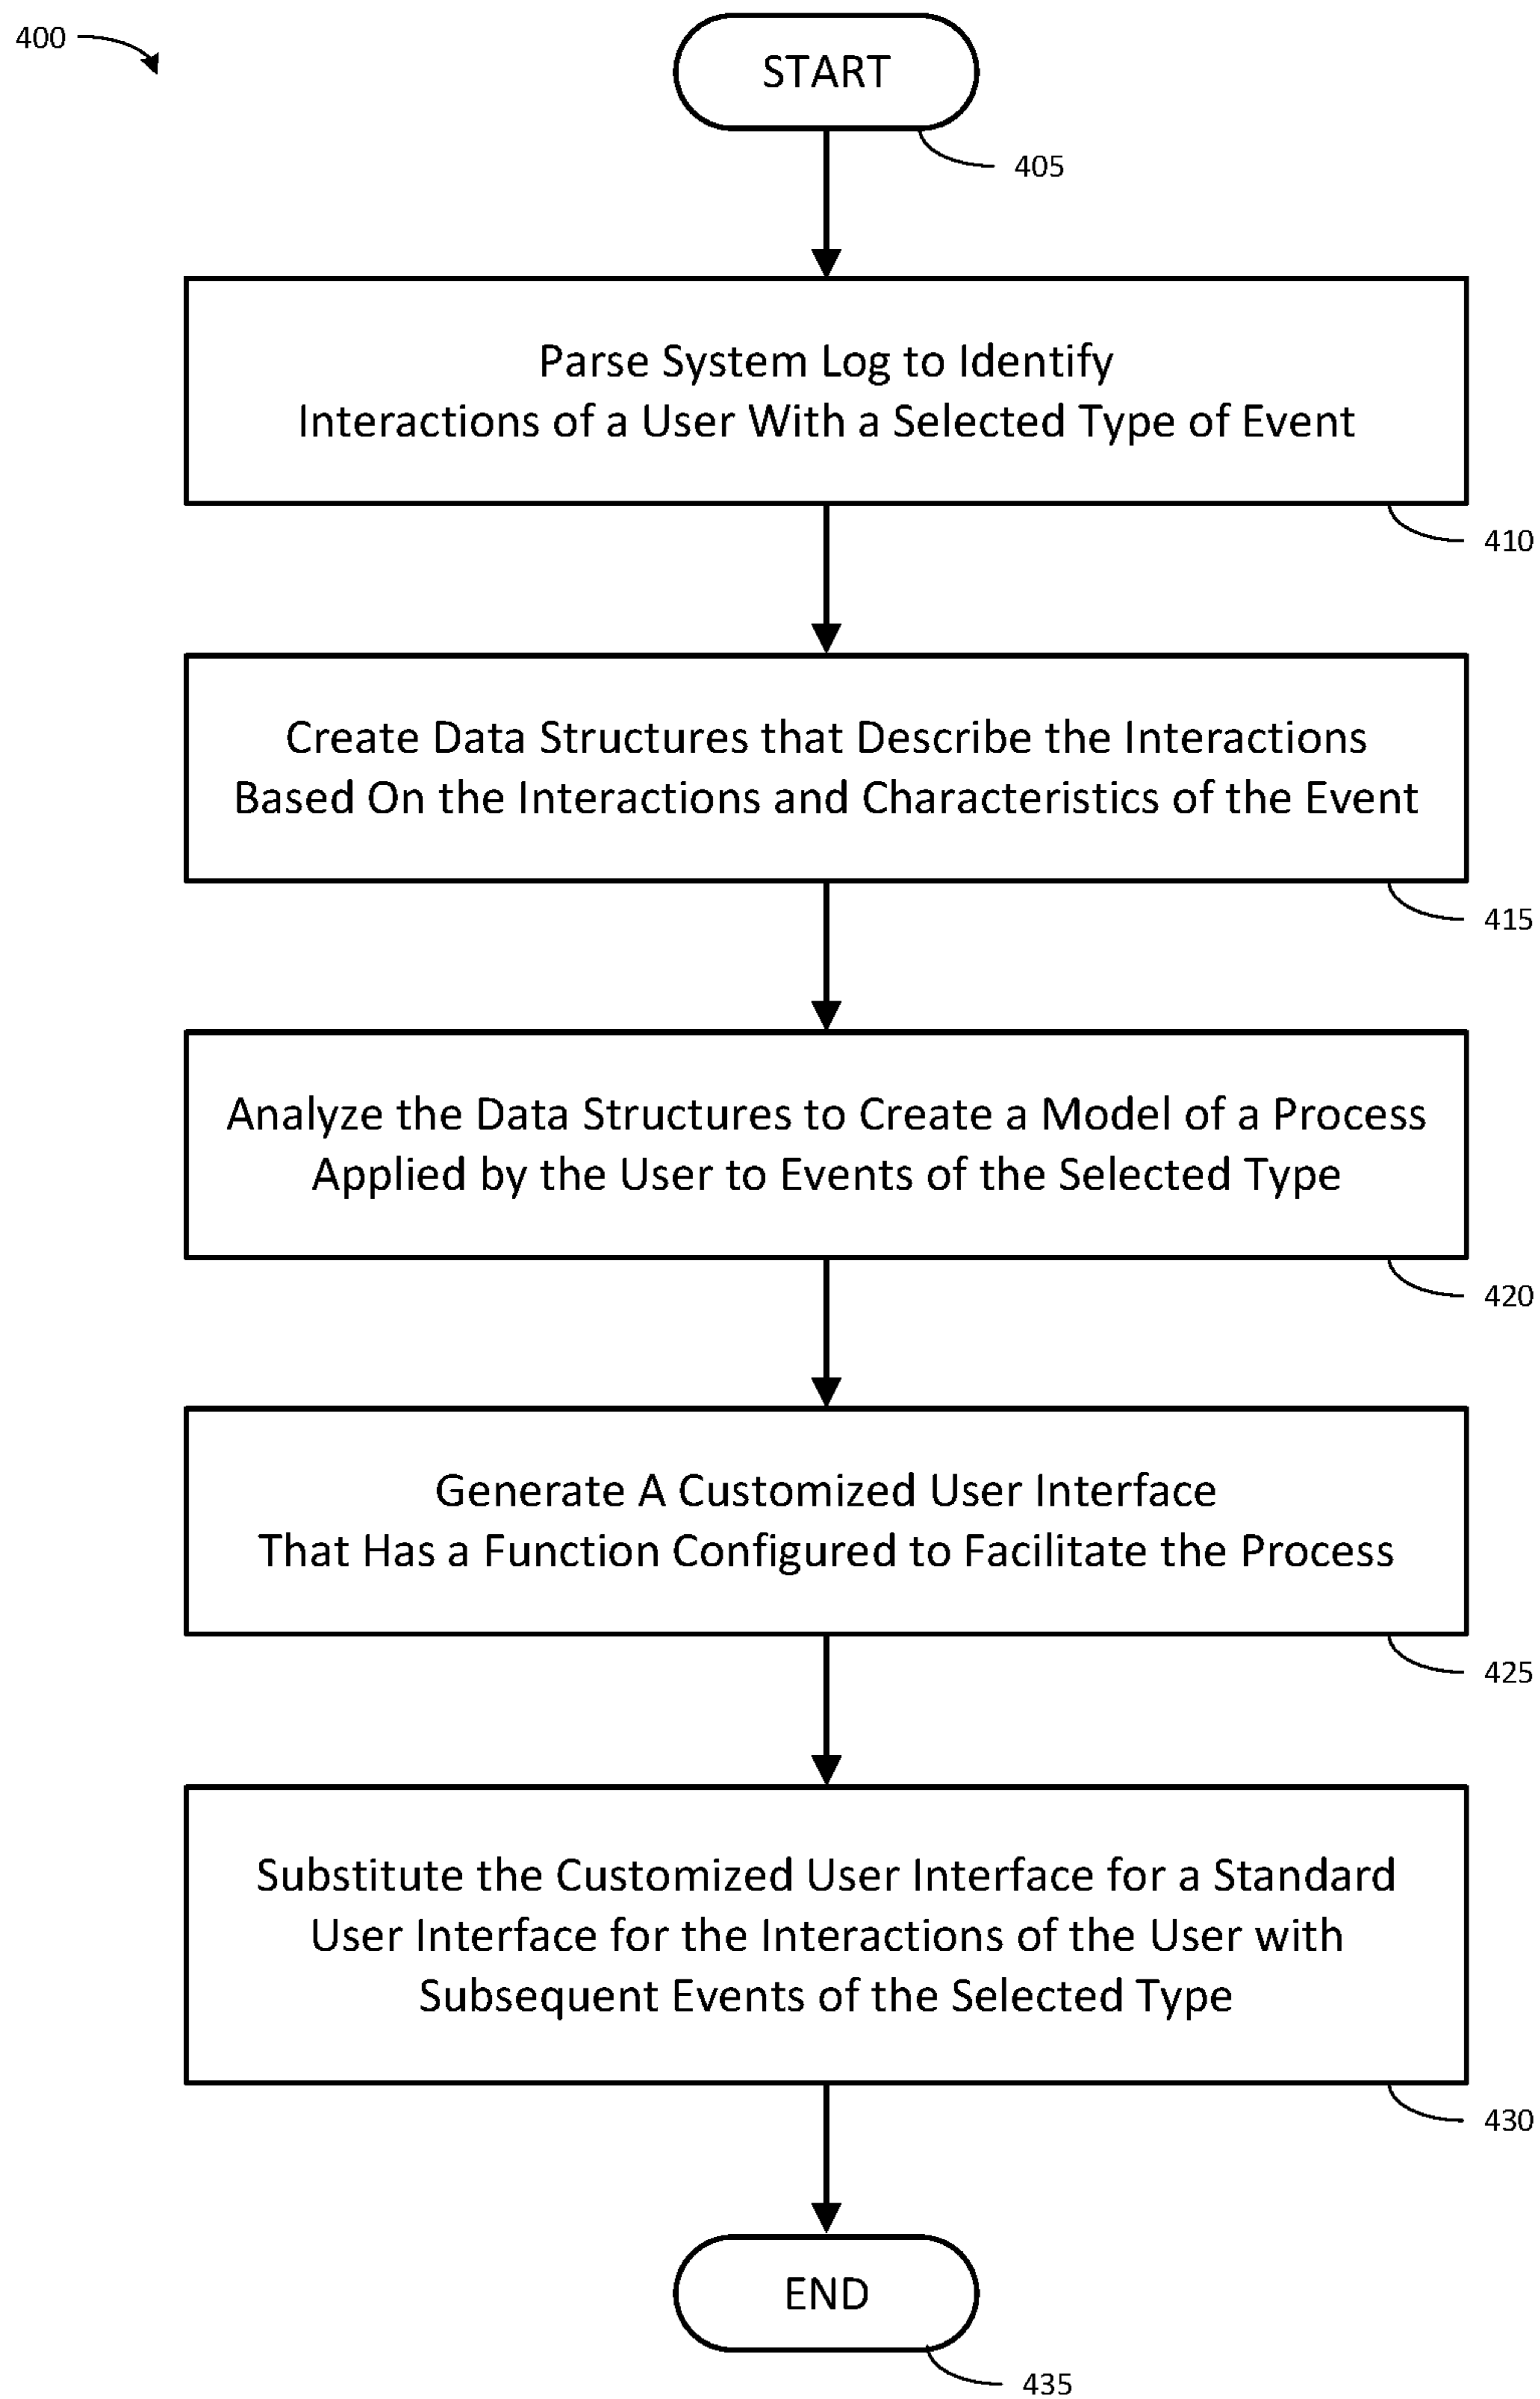 400
START
405
Parse System Log to Identify
Interactions of a User With a Selected Type of Event
410
Create Data Structures that Describe the Interactions
Based On the Interactions and Characteristics of the Event
415
Analyze the Data Structures to Create a Model of a Process
Applied by the User to Events of the Selected Type
420
Generate A Customized User Interface
That Has a Function Configured to Facilitate the Process
425
Substitute the Customized User Interface for a Standard
User Interface for the Interactions of the User with
Subsequent Events of the Selected Type
430
END
435